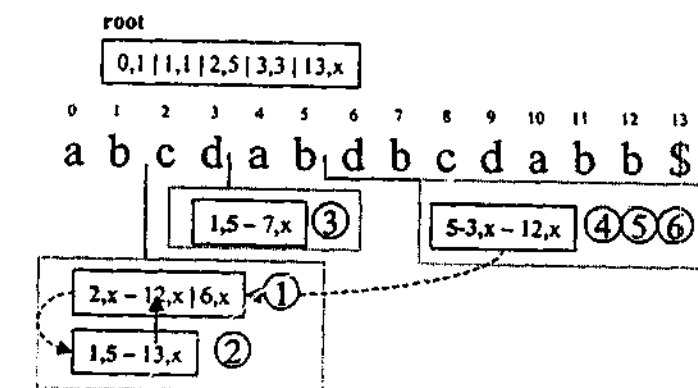 root
0,1 | 1,1 | 2,5 | 3,3 | 13,x
0 1 2 3 4 5 6 7 8 9 10 11 12 13
a b c d a b d b c d a b b $
1,5 – 7,x ③ 5-3,x – 12,x ④⑤⑥
2,x – 12,x | 6,x ①
1,5 – 13,x ②